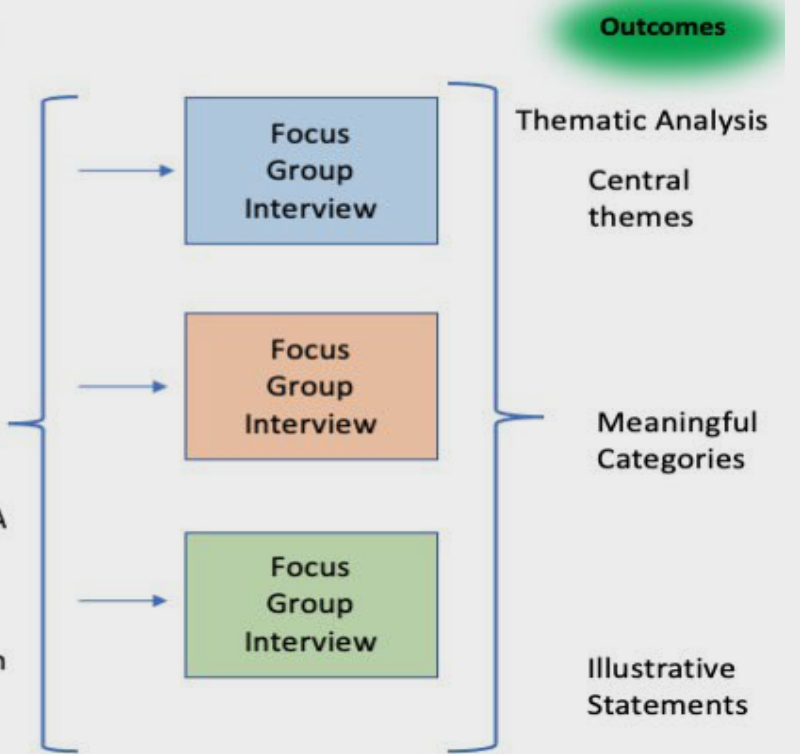 Outcomes
Thematic Analysis
Central
themes
Focus
Group
Interview
Focus
Group
Interview
Meaningful
Categories
Focus
Group
Interview
Illustrative
Statements